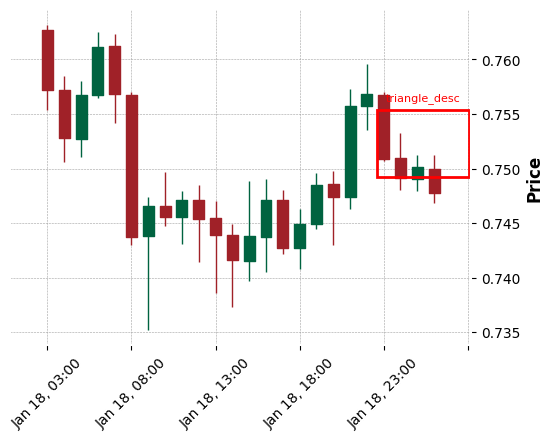 0.760
triangle_desc
0.755
0.750
0.745
0.740
0.735
Price
Jan 18, 03:00
Jan 18, 08:00
Jan 18, 13:00
Jan 18, 18:00
Jan 18, 23:00